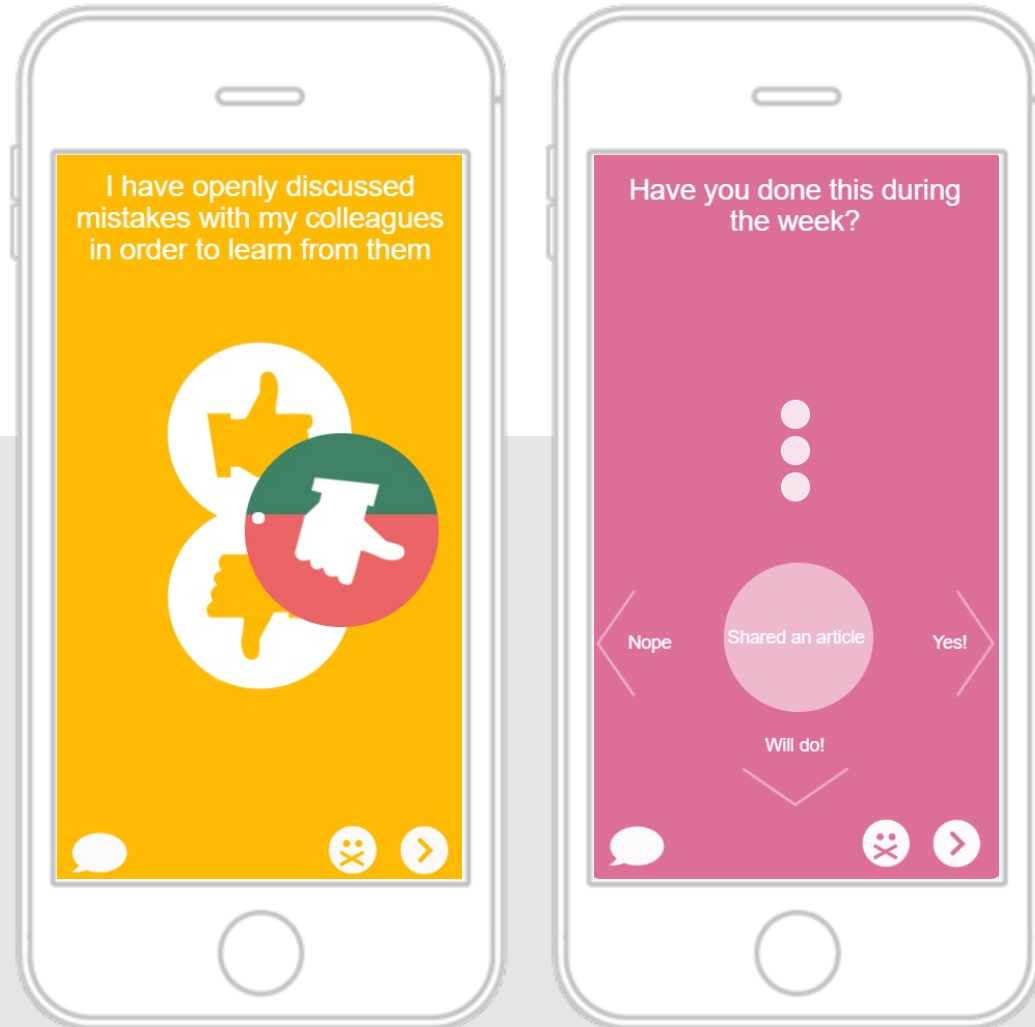 I have openly discussed
mistakes with my colleagues
in order to learn from them
Have you done this during
the week?
Nope
Shared an article
Yes!
Will do!